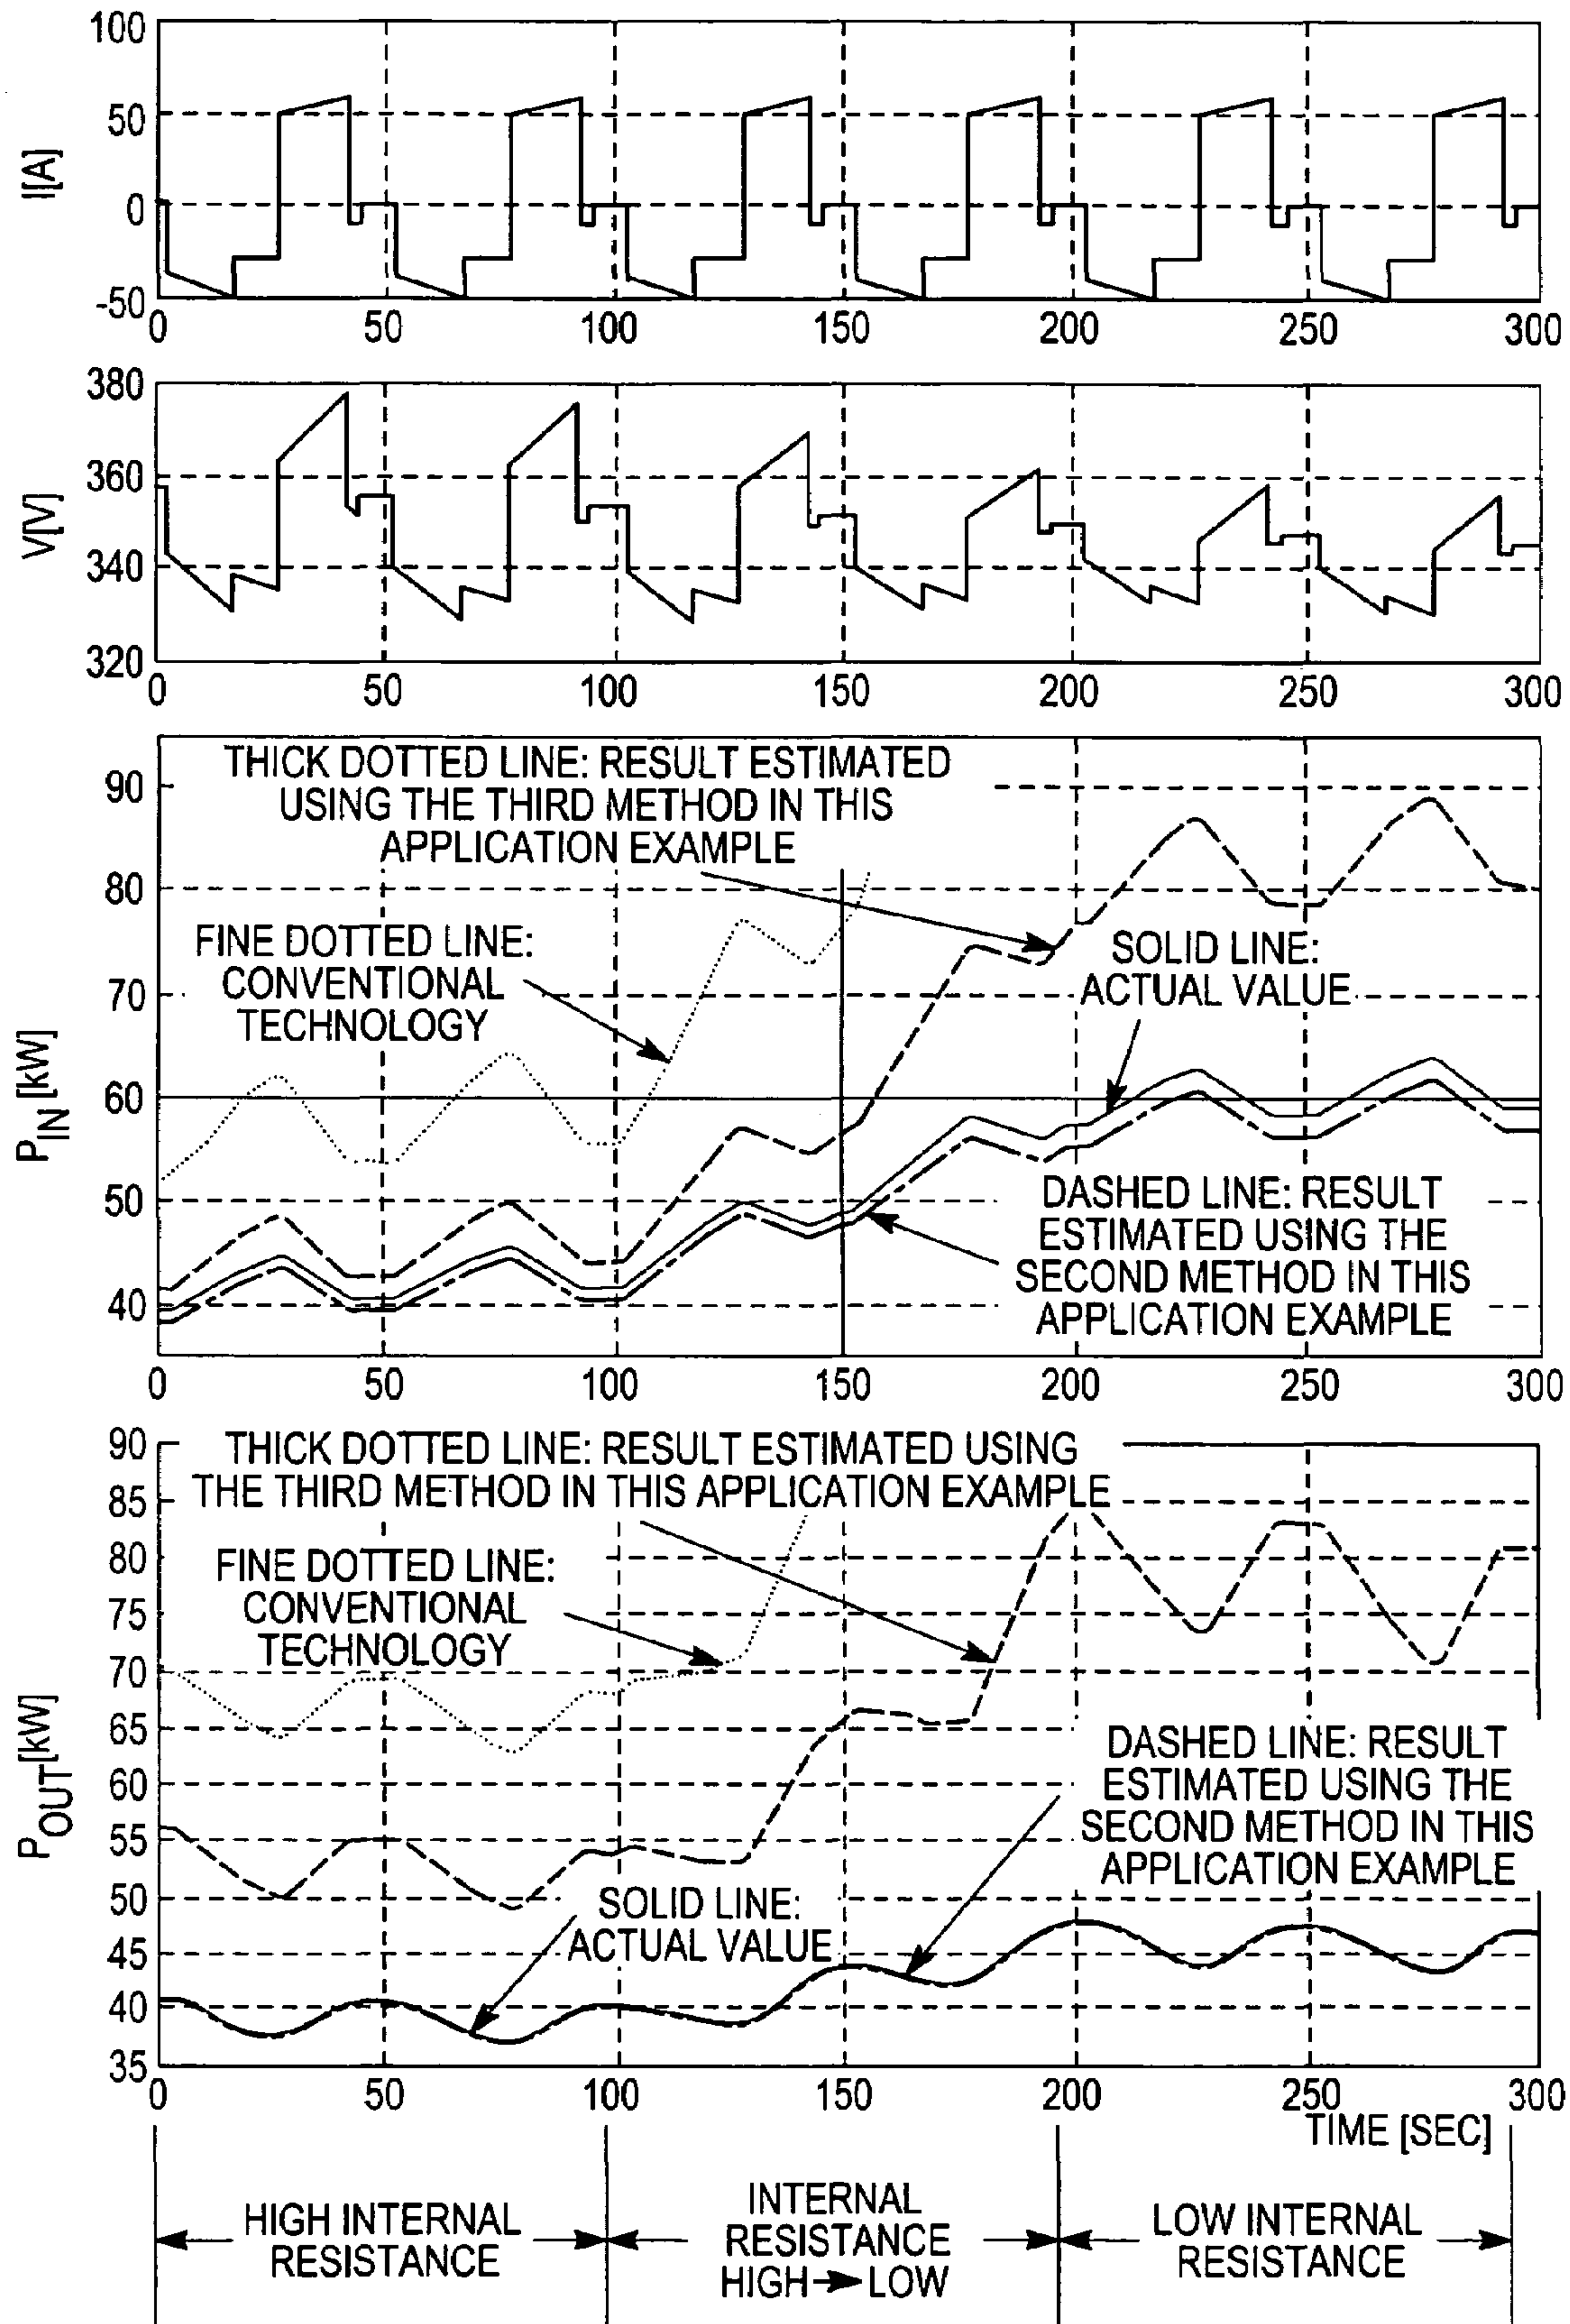 100
50
0
-50
I[A]
0 50 100 150 200 250 300
380
360
340
320
V[V]
0 50 100 150 200 250 300
THICK DOTTED LINE: RESULT ESTIMATED
USING THE THIRD METHOD IN THIS
APPLICATION EXAMPLE
FINE DOTTED LINE:
CONVENTIONAL
TECHNOLOGY
SOLID LINE:
ACTUAL VALUE
DASHED LINE: RESULT
ESTIMATED USING THE
SECOND METHOD IN THIS
APPLICATION EXAMPLE
90
80
70
60
50
40
PIN [kW]
0 50 100 150 200 250 300
THICK DOTTED LINE: RESULT ESTIMATED USING
THE THIRD METHOD IN THIS APPLICATION EXAMPLE
FINE DOTTED LINE:
CONVENTIONAL
TECHNOLOGY
DASHED LINE: RESULT
ESTIMATED USING THE
SECOND METHOD IN THIS
APPLICATION EXAMPLE
SOLID LINE:
ACTUAL VALUE
90
85
80
75
70
65
60
55
50
45
40
35
POUT[kW]
0 50 100 150 200 250 300
TIME [SEC]
HIGH INTERNAL
RESISTANCE
INTERNAL
RESISTANCE
HIGH→LOW
LOW INTERNAL
RESISTANCE